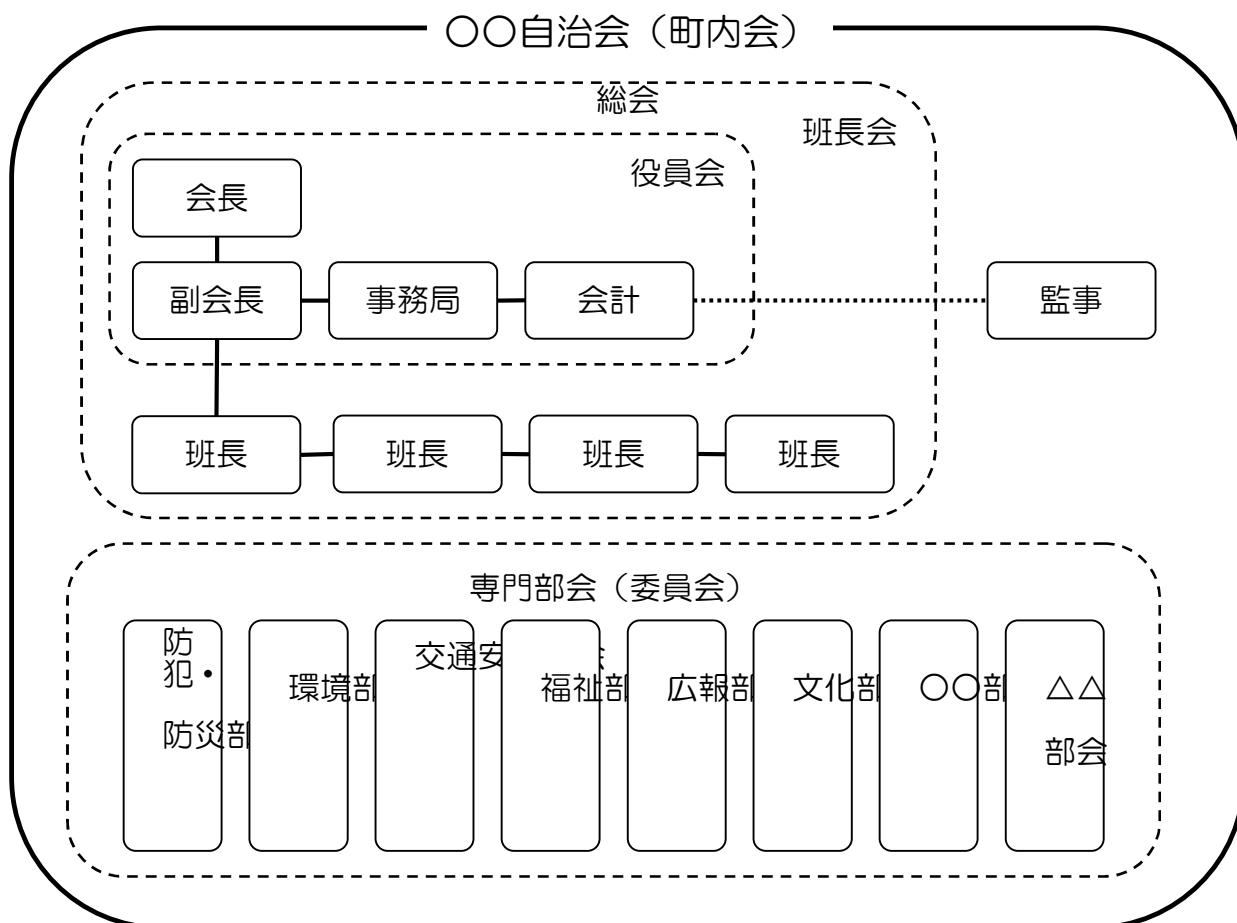 〇〇自治会（町内会）
総会
班長会
役員会
会長
副会長
事務局
会計
監事
班長
班長
班長
班長
専門部会（委員会）
防
犯・
防災部
環境部
交通安
福祉部
広報部
文化部
〇〇部
△△
部会